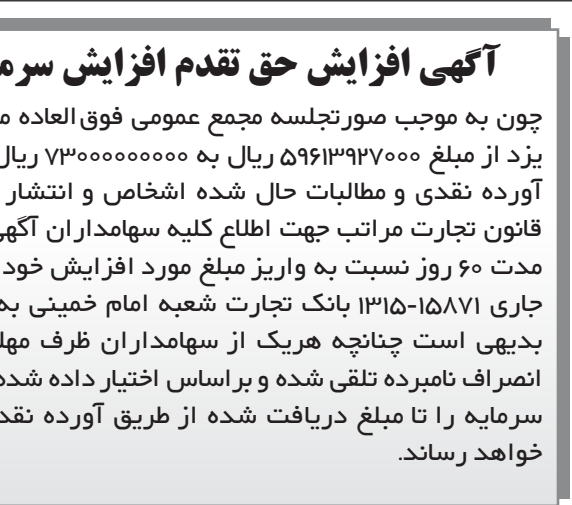 آگهی افزایش حق تقدم افزایش
چون به موجب صورتجلسه مجمع عمومی فوق‌العاده
یزد از مبلغ ۵۹۶۱۳۹۲۷۰۰۰ ریال به ۷۳۰۰۰۰۰۰۰۰۰ ریال
آورده نقدی و مطالبات حال شده اشخاص و انتشار
قانون تجارت مراتب جهت اطلاع کلیه سهامداران
مدت ۶۰ روز نسبت به واریز مبلغ مورد افزایش خود
جاری ۱۵۸۷۱-۱۳۱۵ بانک تجارت شعبه امام خمینی به
بدیهی است چنانچه هریک از سهامداران ظرف
انصراف نامبرده تلقی شده و براساس اختیار داده شده
سرمایه را تا مبلغ دریافت شده از طریق آورده
خواهد رساند.